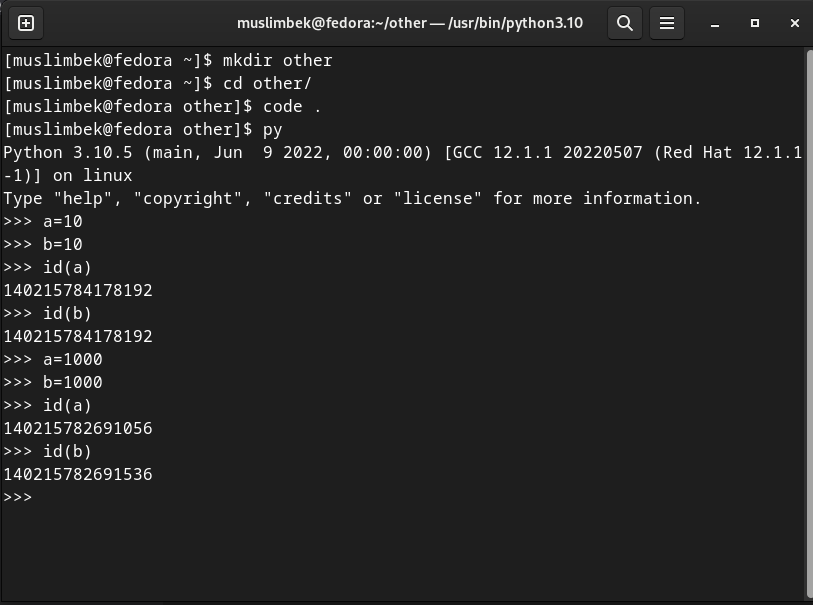 muslimbek@fedora:~/other — /usr/bin/python3.10
[muslimbek@fedora ~]$ mkdir other
[muslimbek@fedora ~]$ cd other/
[muslimbek@fedora other]$ code .
[muslimbek@fedora other]$ py
Python 3.10.5 (main, Jun  9 2022, 00:00:00) [GCC 12.1.1 20220507 (Red Hat 12.1.1
-1)] on linux
Type "help", "copyright", "credits" or "license" for more information.
>>> a=10
>>> b=10
>>> id(a)
140215784178192
>>> id(b)
140215784178192
>>> a=1000
>>> b=1000
>>> id(a)
140215782691056
>>> id(b)
140215782691536
>>>